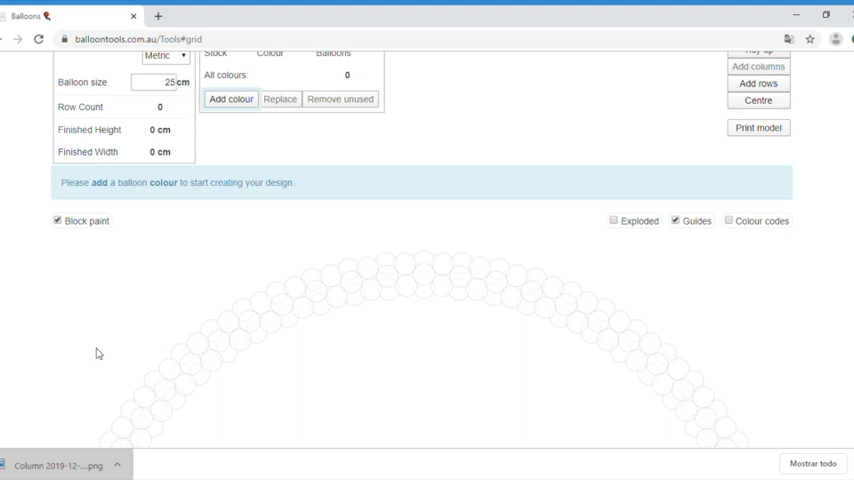 Balloons
balloontools.com.au/Tools#grid
Metric
Stock Colour Balloons
Balloon size 25 cm
All colours: 0
Add columns
Add rows
Row Count 0
Add colour Replace Remove unused
Centre
Finished Height 0 cm
Print model
Finished Width 0 cm
Please add a balloon colour to start creating your design.
Block paint Exploded Guides Colour codes
Column 2019-12-....png
Mostrar todo